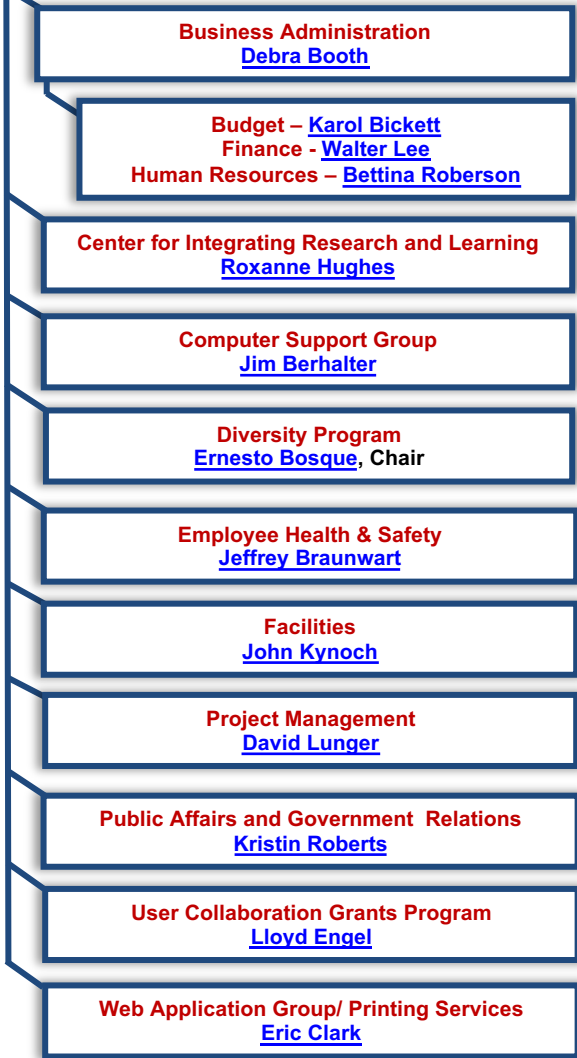 Business Administration
Debra Booth
Budget – Karol Bickett
Finance - Walter Lee
Human Resources – Bettina Roberson
Center for Integrating Research and Learning
Roxanne Hughes
Computer Support Group
Jim Berhalter
Diversity Program
Ernesto Bosque, Chair
Employee Health & Safety
Jeffrey Braunwart
Facilities
John Kynoch
Project Management
David Lunger
Public Affairs and Government  Relations
Kristin Roberts
User Collaboration Grants Program
Lloyd Engel
Web Application Group/ Printing Services
Eric Clark